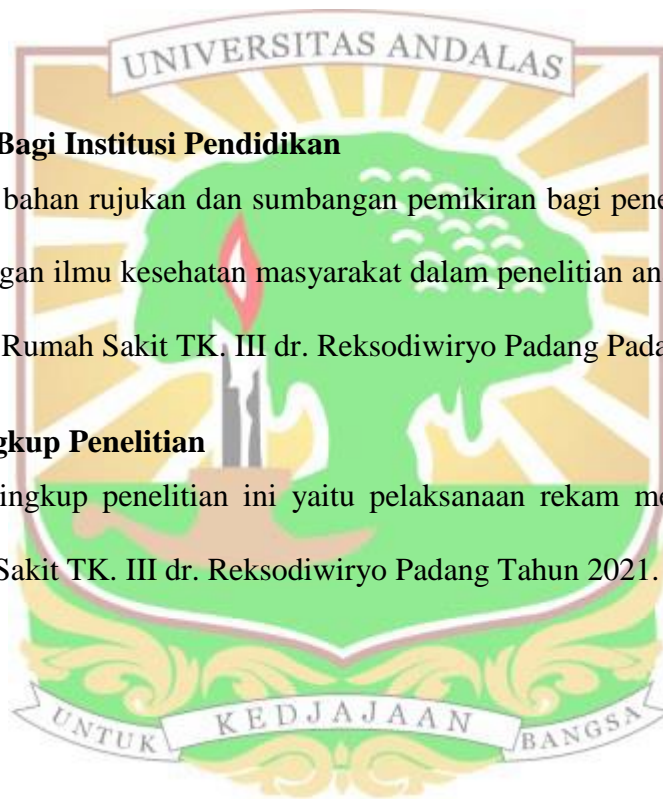 UNIVERSITAS ANDALAS
Bagi Institusi Pendidikan
bahan rujukan dan sumbangan pemikiran bagi pene
gan ilmu kesehatan masyarakat dalam penelitian an
Rumah Sakit TK. III dr. Reksodiwiryo Padang Pada
gkup Penelitian
ingkup penelitian ini yaitu pelaksanaan rekam me
Sakit TK. III dr. Reksodiwiryo Padang Tahun 2021.
UNTUK KEDJAJAAN BANGSA